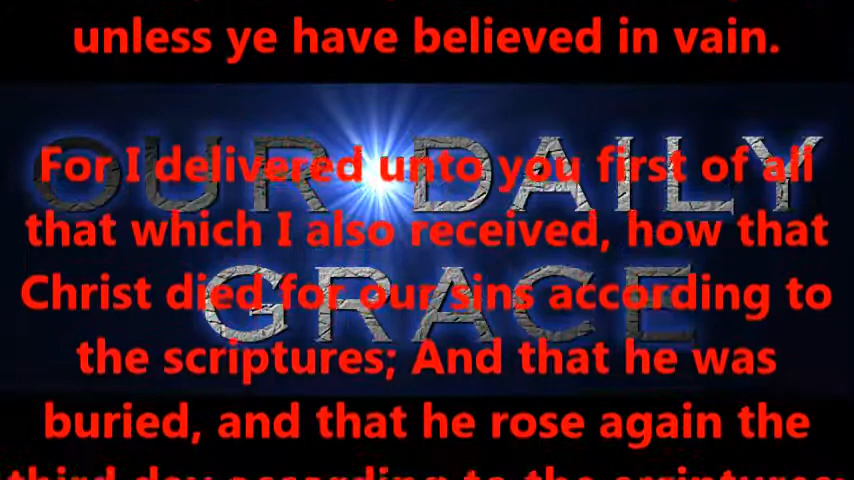 unless ye have believed in vain.
OUR DAILY
GRACE
For I delivered unto you first of all
that which I also received, how that
Christ died for our sins according to
the scriptures; And that he was
buried, and that he rose again the
third day according to the scriptures: